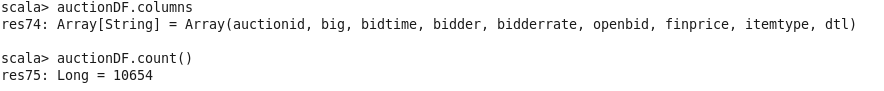 scala> auctionDF.columns
res74: Array[String] = Array(auctionid, big, bidtime, bidder, bidderrate, openbid, finprice, itemtype, dtl)
scala> auctionDF.count()
res75: Long = 10654